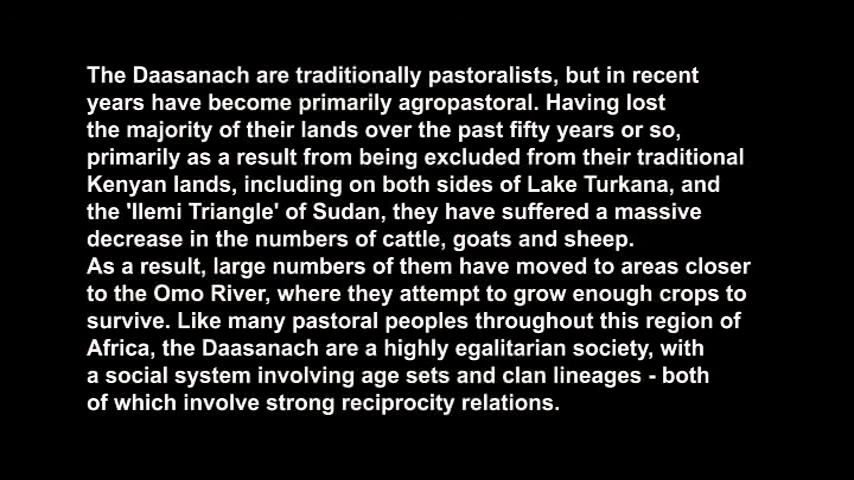 The Daasanach are traditionally pastoralists, but in recent
years have become primarily agropastoral. Having lost
the majority of their lands over the past fifty years or so,
primarily as a result from being excluded from their traditional
Kenyan lands, including on both sides of Lake Turkana, and
the 'Ilemi Triangle' of Sudan, they have suffered a massive
decrease in the numbers of cattle, goats and sheep.
As a result, large numbers of them have moved to areas closer
to the Omo River, where they attempt to grow enough crops to
survive. Like many pastoral peoples throughout this region of
Africa, the Daasanach are a highly egalitarian society, with
a social system involving age sets and clan lineages - both
of which involve strong reciprocity relations.